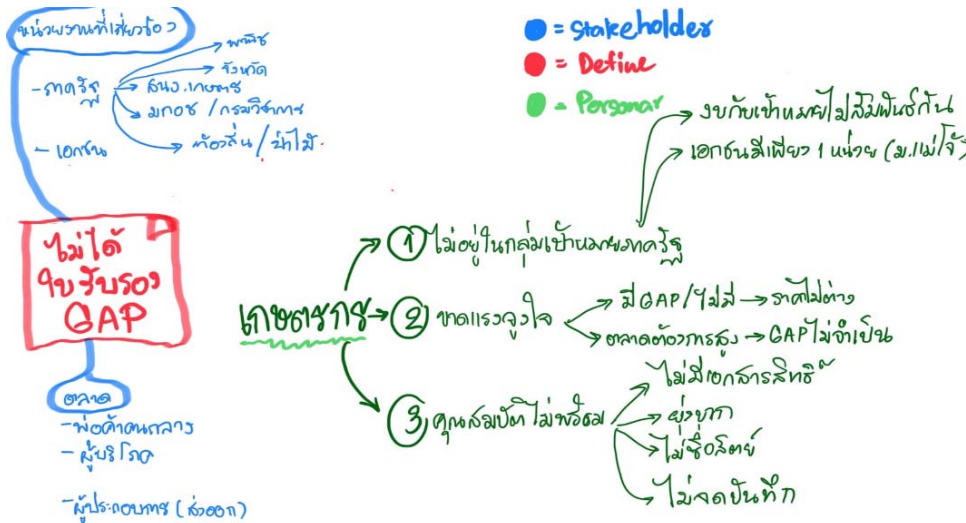 หน่วยงานที่เกี่ยวข้อง
- ภาครัฐ
พาณิชย์
จังหวัด
สนง.เกษตร
มกอช / กรมวิชาการ
ท้องถิ่น / ป่าไม้
- เอกชน
= Stakeholder
= Define
= Personar
ไม่ได้
ใบรับรอง
GAP
ตลาด
- พ่อค้าคนกลาง
- ผู้บริโภค
- ผู้ประกอบการ (ส่งออก)
เกษตรกร
① ไม่อยู่ในกลุ่มเป้าหมายภาครัฐ
งบกับเป้าหมายไม่สัมพันธ์กัน
เอกชนมีเพียง 1 หน่วย (ม.แม่โจ้)
② ขาดแรงจูงใจ
มี GAP/ไม่มี → ราคาไม่ต่าง
ตลาดต้องการสูง → GAP ไม่จำเป็น
③ คุณสมบัติไม่พร้อม
ไม่มีเอกสารสิทธิ์
ยุ่งยาก
ไม่ซื่อสัตย์
ไม่จดบันทึก